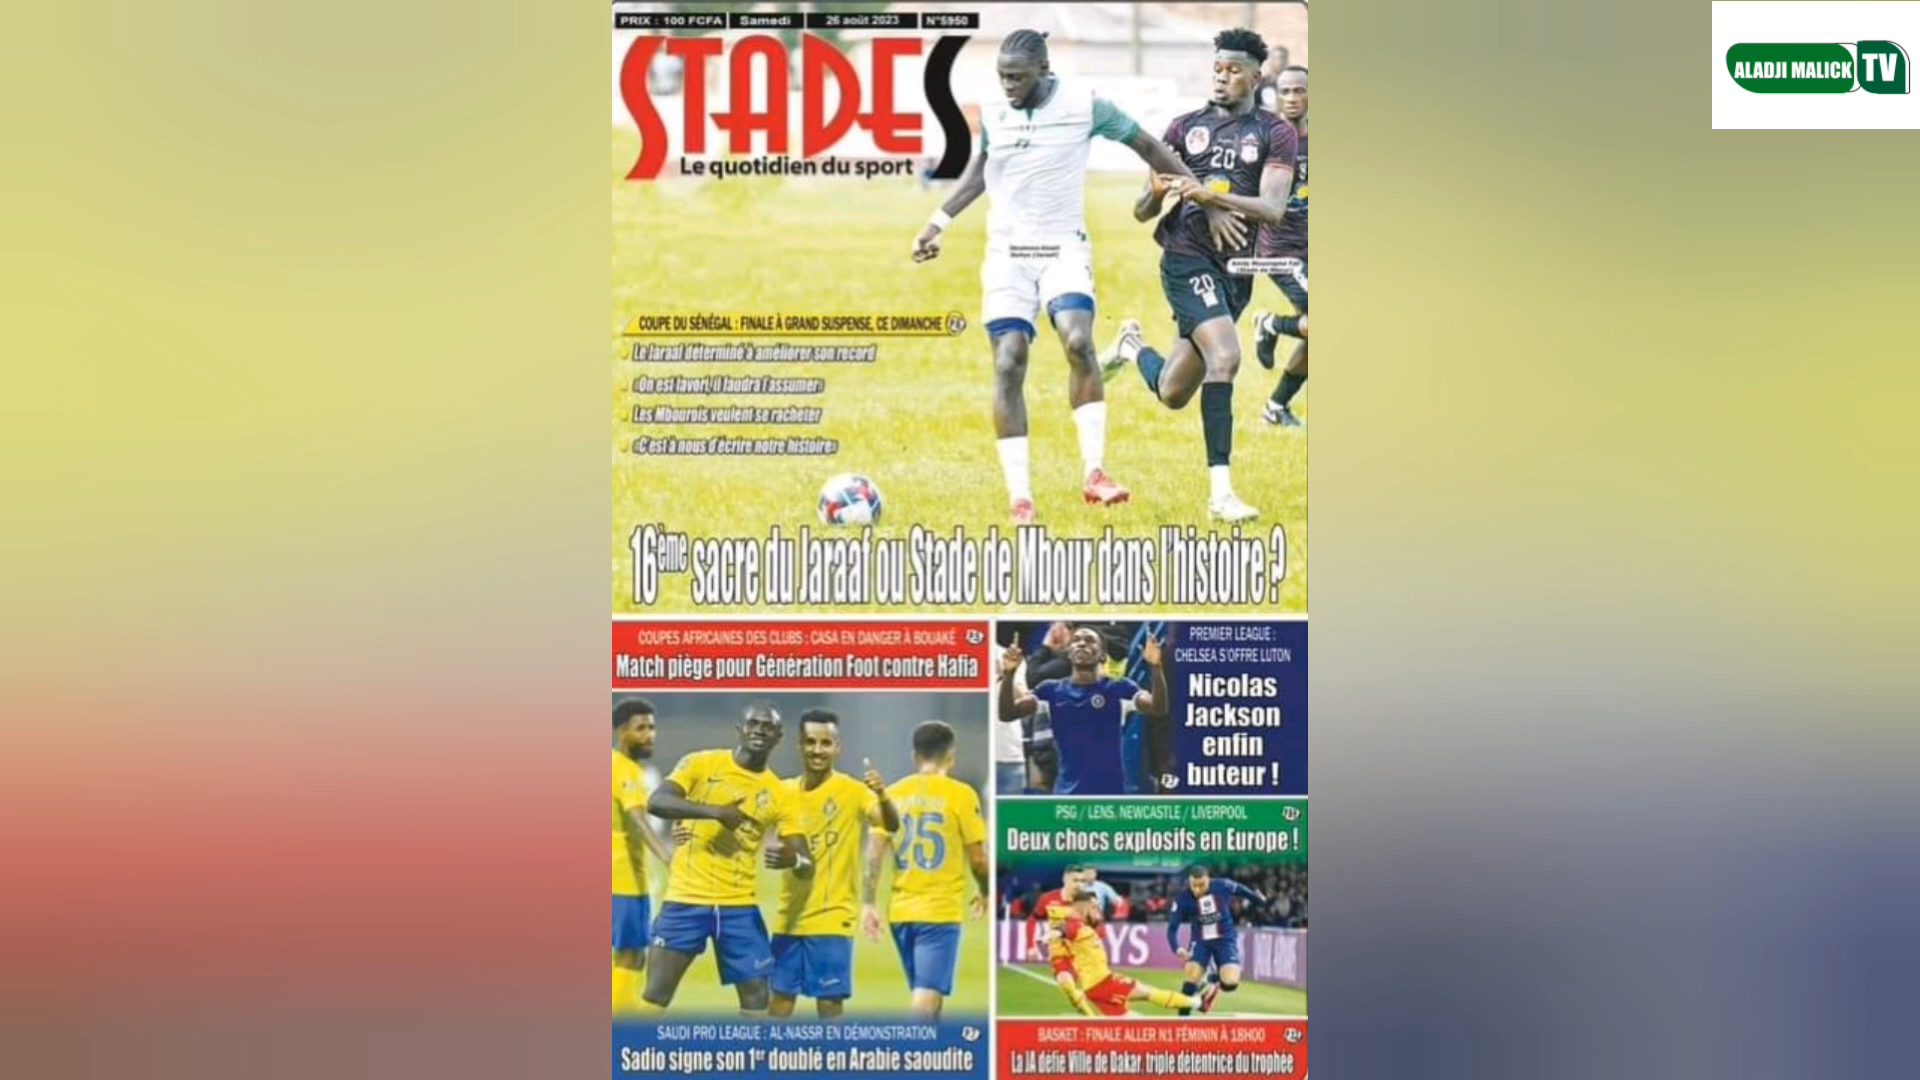 PRIX : 100 FCFA Samedi 26 août 2023 N°5950
STADES
Le quotidien du sport
ALADJI MALICK TV
20
20
COUPE DU SÉNÉGAL : FINALE À GRAND SUSPENSE, CE DIMANCHE
Le Jaraaf déterminé à améliorer son record
«On est favori, il faudra l'assumer»
Les Mbourois veulent se racheter
«C'est à nous d'écrire notre histoire»
16ème sacre du Jaraaf ou Stade de Mbour dans l'histoire ?
COUPES AFRICAINES DES CLUBS : CASA EN DANGER À BOUAKÉ
Match piège pour Génération Foot contre Hafia
PREMIER LEAGUE :
CHELSEA S'OFFRE LUTON
Nicolas
Jackson
enfin
buteur !
25
PSG / LENS, NEWCASTLE / LIVERPOOL
Deux chocs explosifs en Europe !
SAUDI PRO LEAGUE : AL-NASSR EN DÉMONSTRATION
Sadio signe son 1er doublé en Arabie saoudite
BASKET : FINALE ALLER N1 FÉMININ À 18H00
La JA défie Ville de Dakar, triple détentrice du trophée